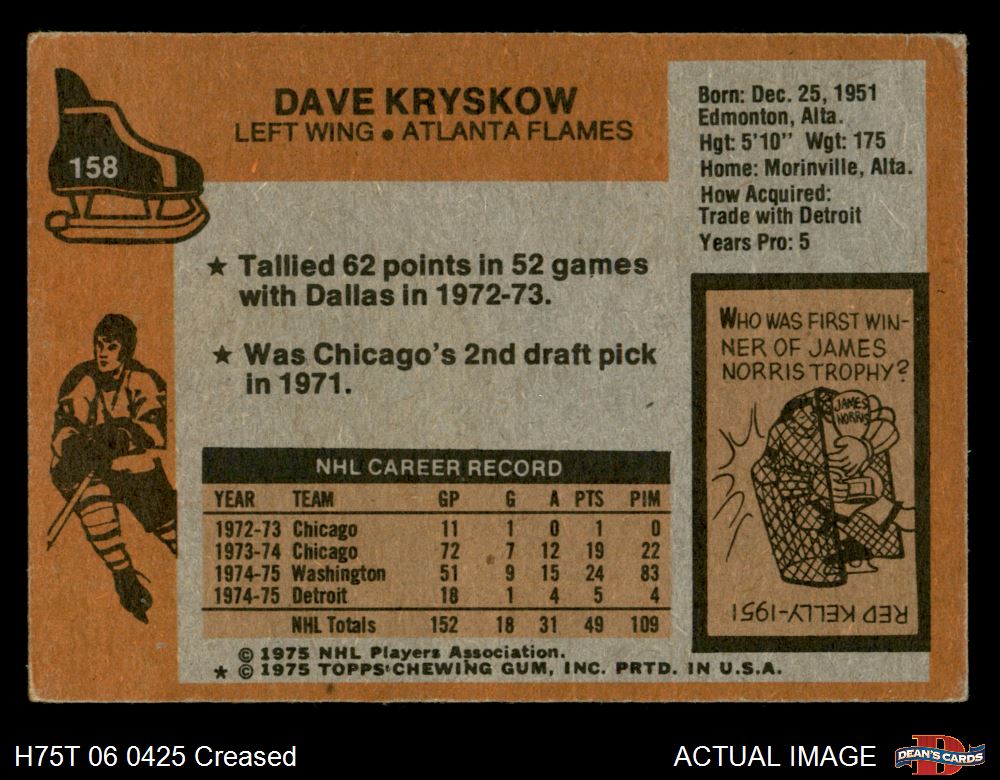 158
DAVE KRYSKOW
LEFT WING • ATLANTA FLAMES
Born: Dec. 25, 1951
Edmonton, Alta.
Hgt: 5'10" Wgt: 175
Home: Morinville, Alta.
How Acquired:
Trade with Detroit
Years Pro: 5
★ Tallied 62 points in 52 games
with Dallas in 1972-73.
★ Was Chicago's 2nd draft pick
in 1971.
WHO WAS FIRST WIN-
NER OF JAMES
NORRIS TROPHY?
JAMES
NORRIS
RED KELLY-1951
NHL CAREER RECORD
YEAR TEAM GP G A PTS PIM
1972-73 Chicago 11 1 0 1 0
1973-74 Chicago 72 7 12 19 22
1974-75 Washington 51 9 15 24 83
1974-75 Detroit 18 1 4 5 4
NHL Totals 152 18 31 49 109
© 1975 NHL Players Association.
★ © 1975 TOPPS CHEWING GUM, INC. PRTD. IN U.S.A.
H75T 06 0425 Creased
ACTUAL IMAGE
DEAN'S CARDS